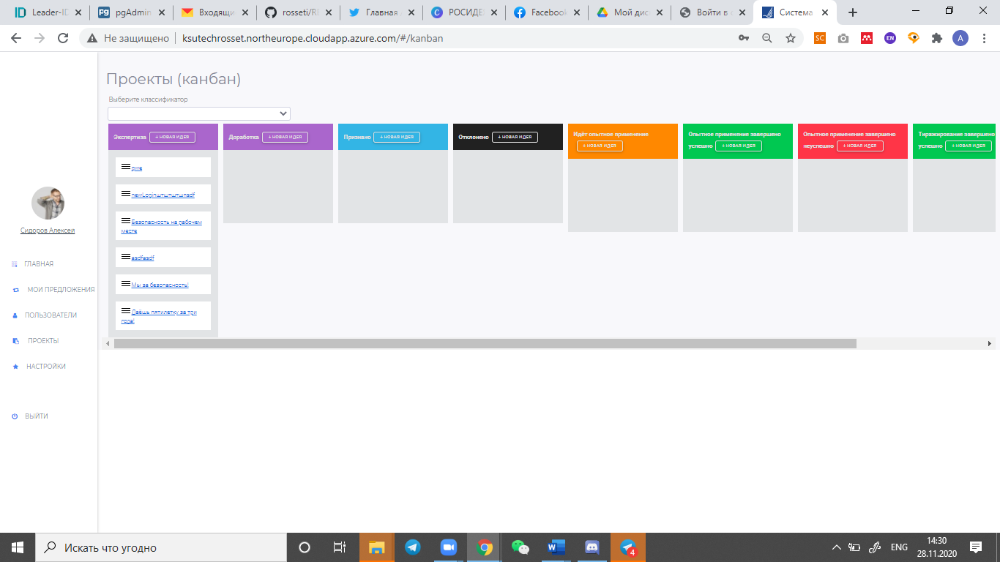 Leader-ID
pgAdmin
Входящи
rosseti/RE
Главная
РОСИДЕ
Facebook
Мой дис
Войти в с
Система
Не защищено
ksutechrosset.northeurope.cloudapp.azure.com/#/kanban
SC
EN
A
Проекты (канбан)
Выберите классификатор
Экспертиза + НОВАЯ ИДЕЯ
Доработка + НОВАЯ ИДЕЯ
Признано + НОВАЯ ИДЕЯ
Отклонено + НОВАЯ ИДЕЯ
Идёт опытное применение
+ НОВАЯ ИДЕЯ
Опытное применение завершено
успешно + НОВАЯ ИДЕЯ
Опытное применение завершено
неуспешно + НОВАЯ ИДЕЯ
Тиражирование завершено
успешно + НОВАЯ ИДЕЯ
qwe
Безопасность на рабочем
месте
asdfasdf
Мы за безопасность!
Даёшь пятилетку за три
года!
Сидоров Алексей
ГЛАВНАЯ
МОИ ПРЕДЛОЖЕНИЯ
ПОЛЬЗОВАТЕЛИ
ПРОЕКТЫ
НАСТРОЙКИ
ВЫЙТИ
Искать что угодно
4
ENG
14:30
28.11.2020